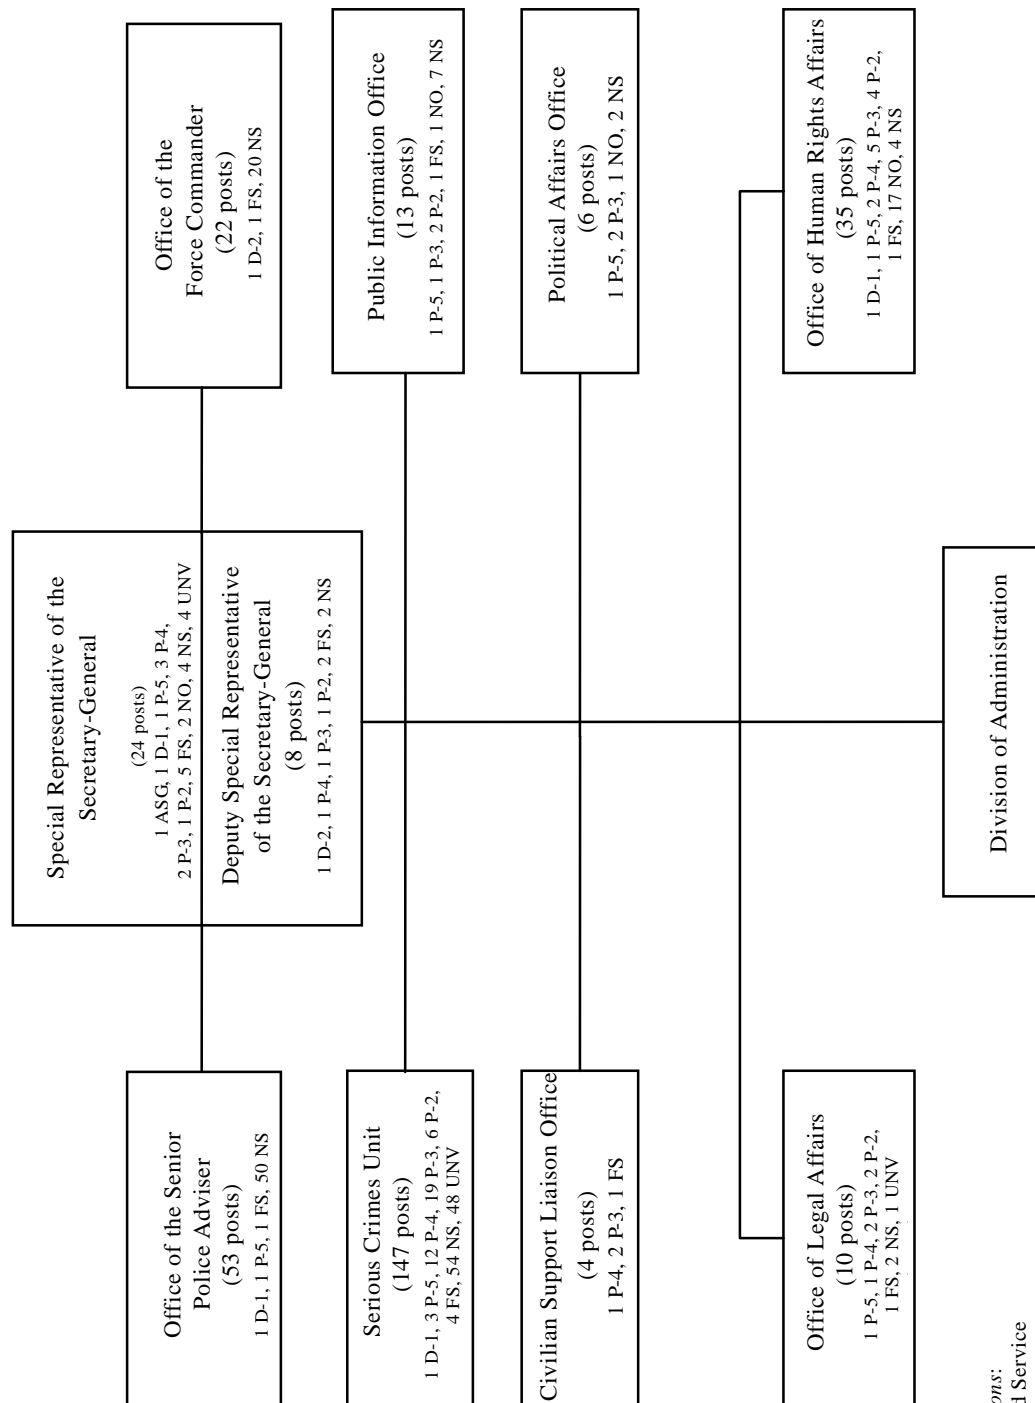 Special Representative of the
Secretary-General
(24 posts)
1 ASG, 1 D-1, 1 P-5, 3 P-4,
2 P-3, 1 P-2, 5 FS, 2 NO, 4 NS, 4 UNV
Deputy Special Representative
of the Secretary-General
(8 posts)
1 D-2, 1 P-4, 1 P-3, 1 P-2, 2 FS, 2 NS
Office of the Senior
Police Adviser
(53 posts)
1 D-1, 1 P-5, 1 FS, 50 NS
Office of the
Force Commander
(22 posts)
1 D-2, 1 FS, 20 NS
Serious Crimes Unit
(147 posts)
1 D-1, 3 P-5, 12 P-4, 19 P-3, 6 P-2,
4 FS, 54 NS, 48 UNV
Public Information Office
(13 posts)
1 P-5, 1 P-3, 2 P-2, 1 FS, 1 NO, 7 NS
Civilian Support Liaison Office
(4 posts)
1 P-4, 2 P-3, 1 FS
Political Affairs Office
(6 posts)
1 P-5, 2 P-3, 1 NO, 2 NS
Office of Legal Affairs
(10 posts)
1 P-5, 1 P-4, 2 P-3, 2 P-2,
1 FS, 2 NS, 1 UNV
Office of Human Rights Affairs
(35 posts)
1 D-1, 1 P-5, 2 P-4, 5 P-3, 4 P-2,
1 FS, 17 NO, 4 NS
Division of Administration
Service